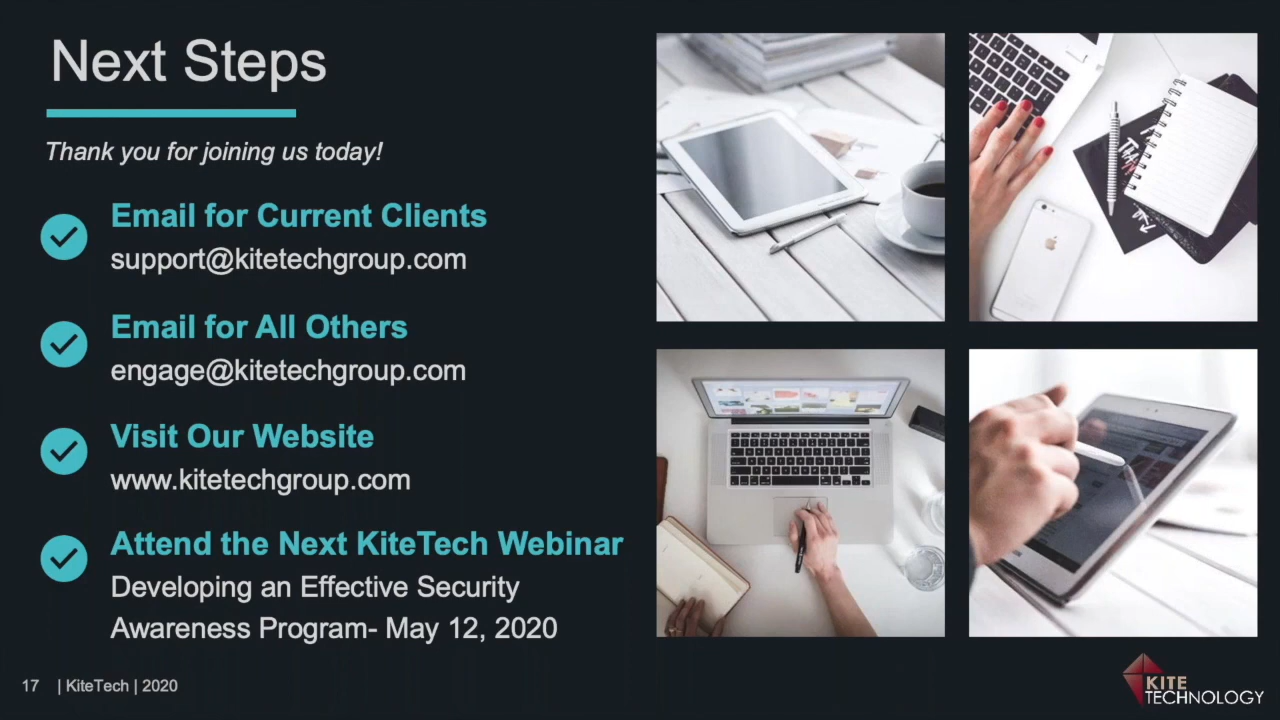 Next Steps
Thank you for joining us today!
Email for Current Clients
support@kitetechgroup.com
Email for All Others
engage@kitetechgroup.com
Visit Our Website
www.kitetechgroup.com
Attend the Next KiteTech Webinar
Developing an Effective Security
Awareness Program- May 12, 2020
17 | KiteTech | 2020
KITE
TECHNOLOGY